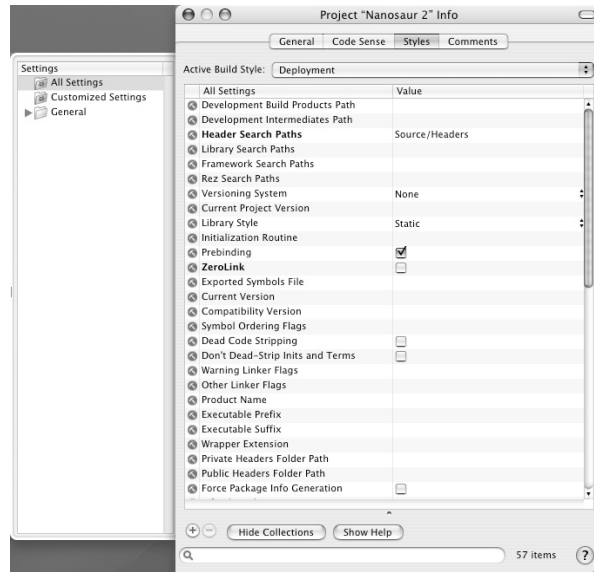 Project “Nanosaur 2” Info
General Code Sense Styles Comments
Active Build Style: Deployment
Settings
All Settings
Customized Settings
General
All Settings Value
Development Build Products Path
Development Intermediates Path
Header Search Paths Source/Headers
Library Search Paths
Framework Search Paths
Rez Search Paths
Versioning System None
Current Project Version
Library Style Static
Initialization Routine
Prebinding
ZeroLink
Exported Symbols File
Current Version
Compatibility Version
Symbol Ordering Flags
Dead Code Stripping
Don't Dead-Strip Inits and Terms
Warning Linker Flags
Other Linker Flags
Product Name
Executable Prefix
Executable Suffix
Wrapper Extension
Private Headers Folder Path
Public Headers Folder Path
Force Package Info Generation
Hide Collections Show Help
57 items ?